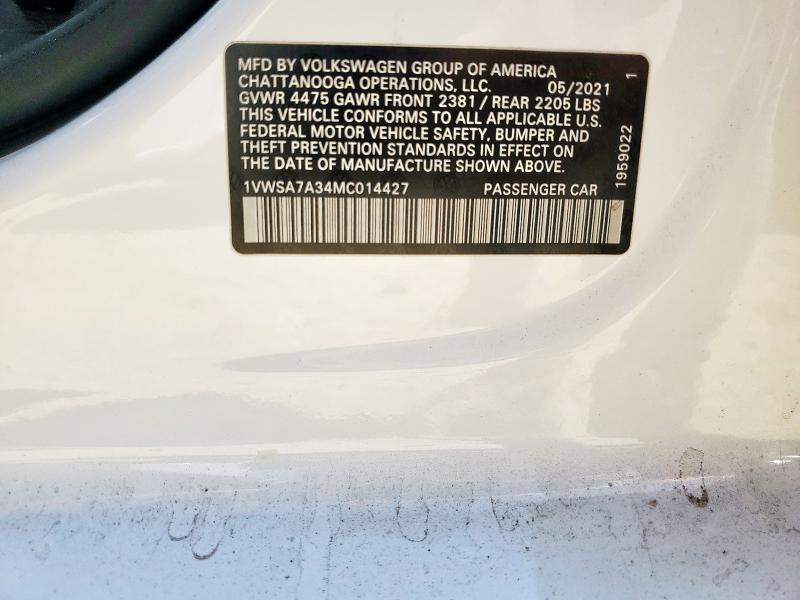 MFD BY VOLKSWAGEN GROUP OF AMERICA
CHATTANOOGA OPERATIONS, LLC. 05/2021
GVWR 4475 GAWR FRONT 2381 / REAR 2205 LBS
THIS VEHICLE CONFORMS TO ALL APPLICABLE U.S.
FEDERAL MOTOR VEHICLE SAFETY, BUMPER AND
THEFT PREVENTION STANDARDS IN EFFECT ON
THE DATE OF MANUFACTURE SHOWN ABOVE.
1VWSA7A34MC014427 PASSENGER CAR
1959022 1